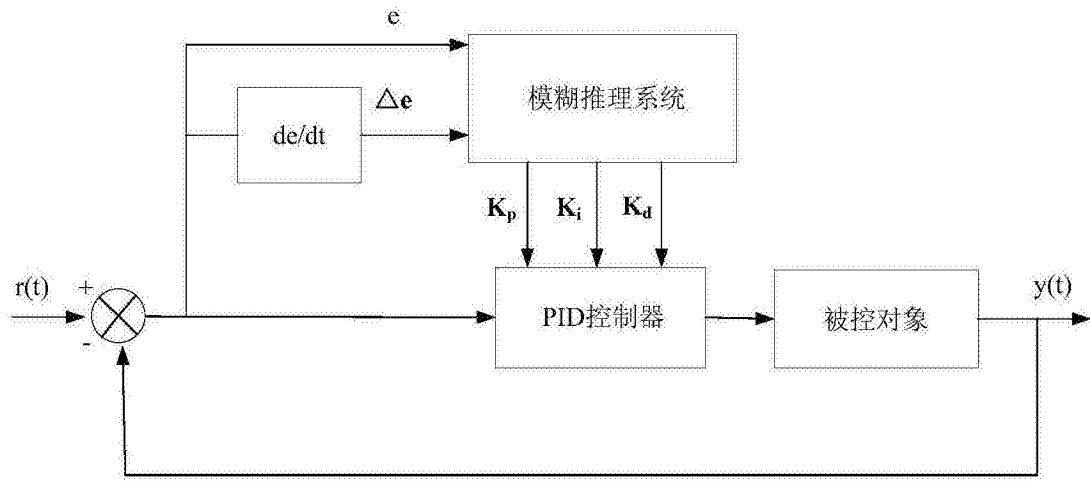 e
模糊推理系统
de/dt
△e
Kp
Ki
Kd
r(t)
+
-
PID控制器
被控对象
y(t)